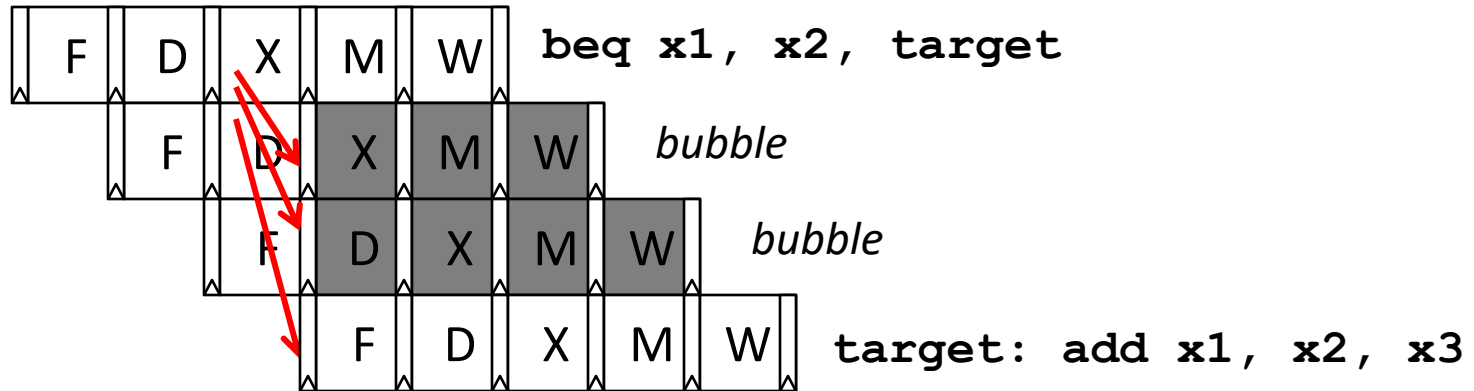 F D X M W beq x1, x2, target
F D X M W bubble
F D X M W bubble
F D X M W target: add x1, x2, x3